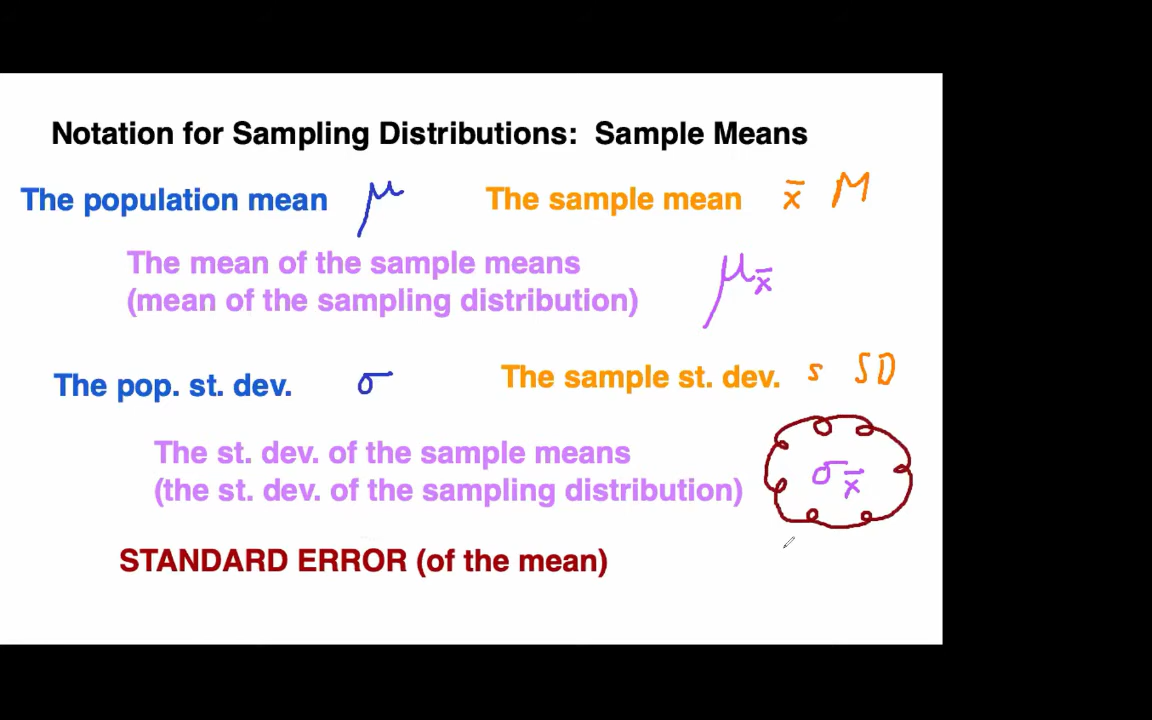 Notation for Sampling Distributions: Sample Means
The population mean μ
The sample mean x̄ M
The mean of the sample means
(mean of the sampling distribution) μx̄
The pop. st. dev. σ
The sample st. dev. s SD
The st. dev. of the sample means
(the st. dev. of the sampling distribution) σx̄
STANDARD ERROR (of the mean)